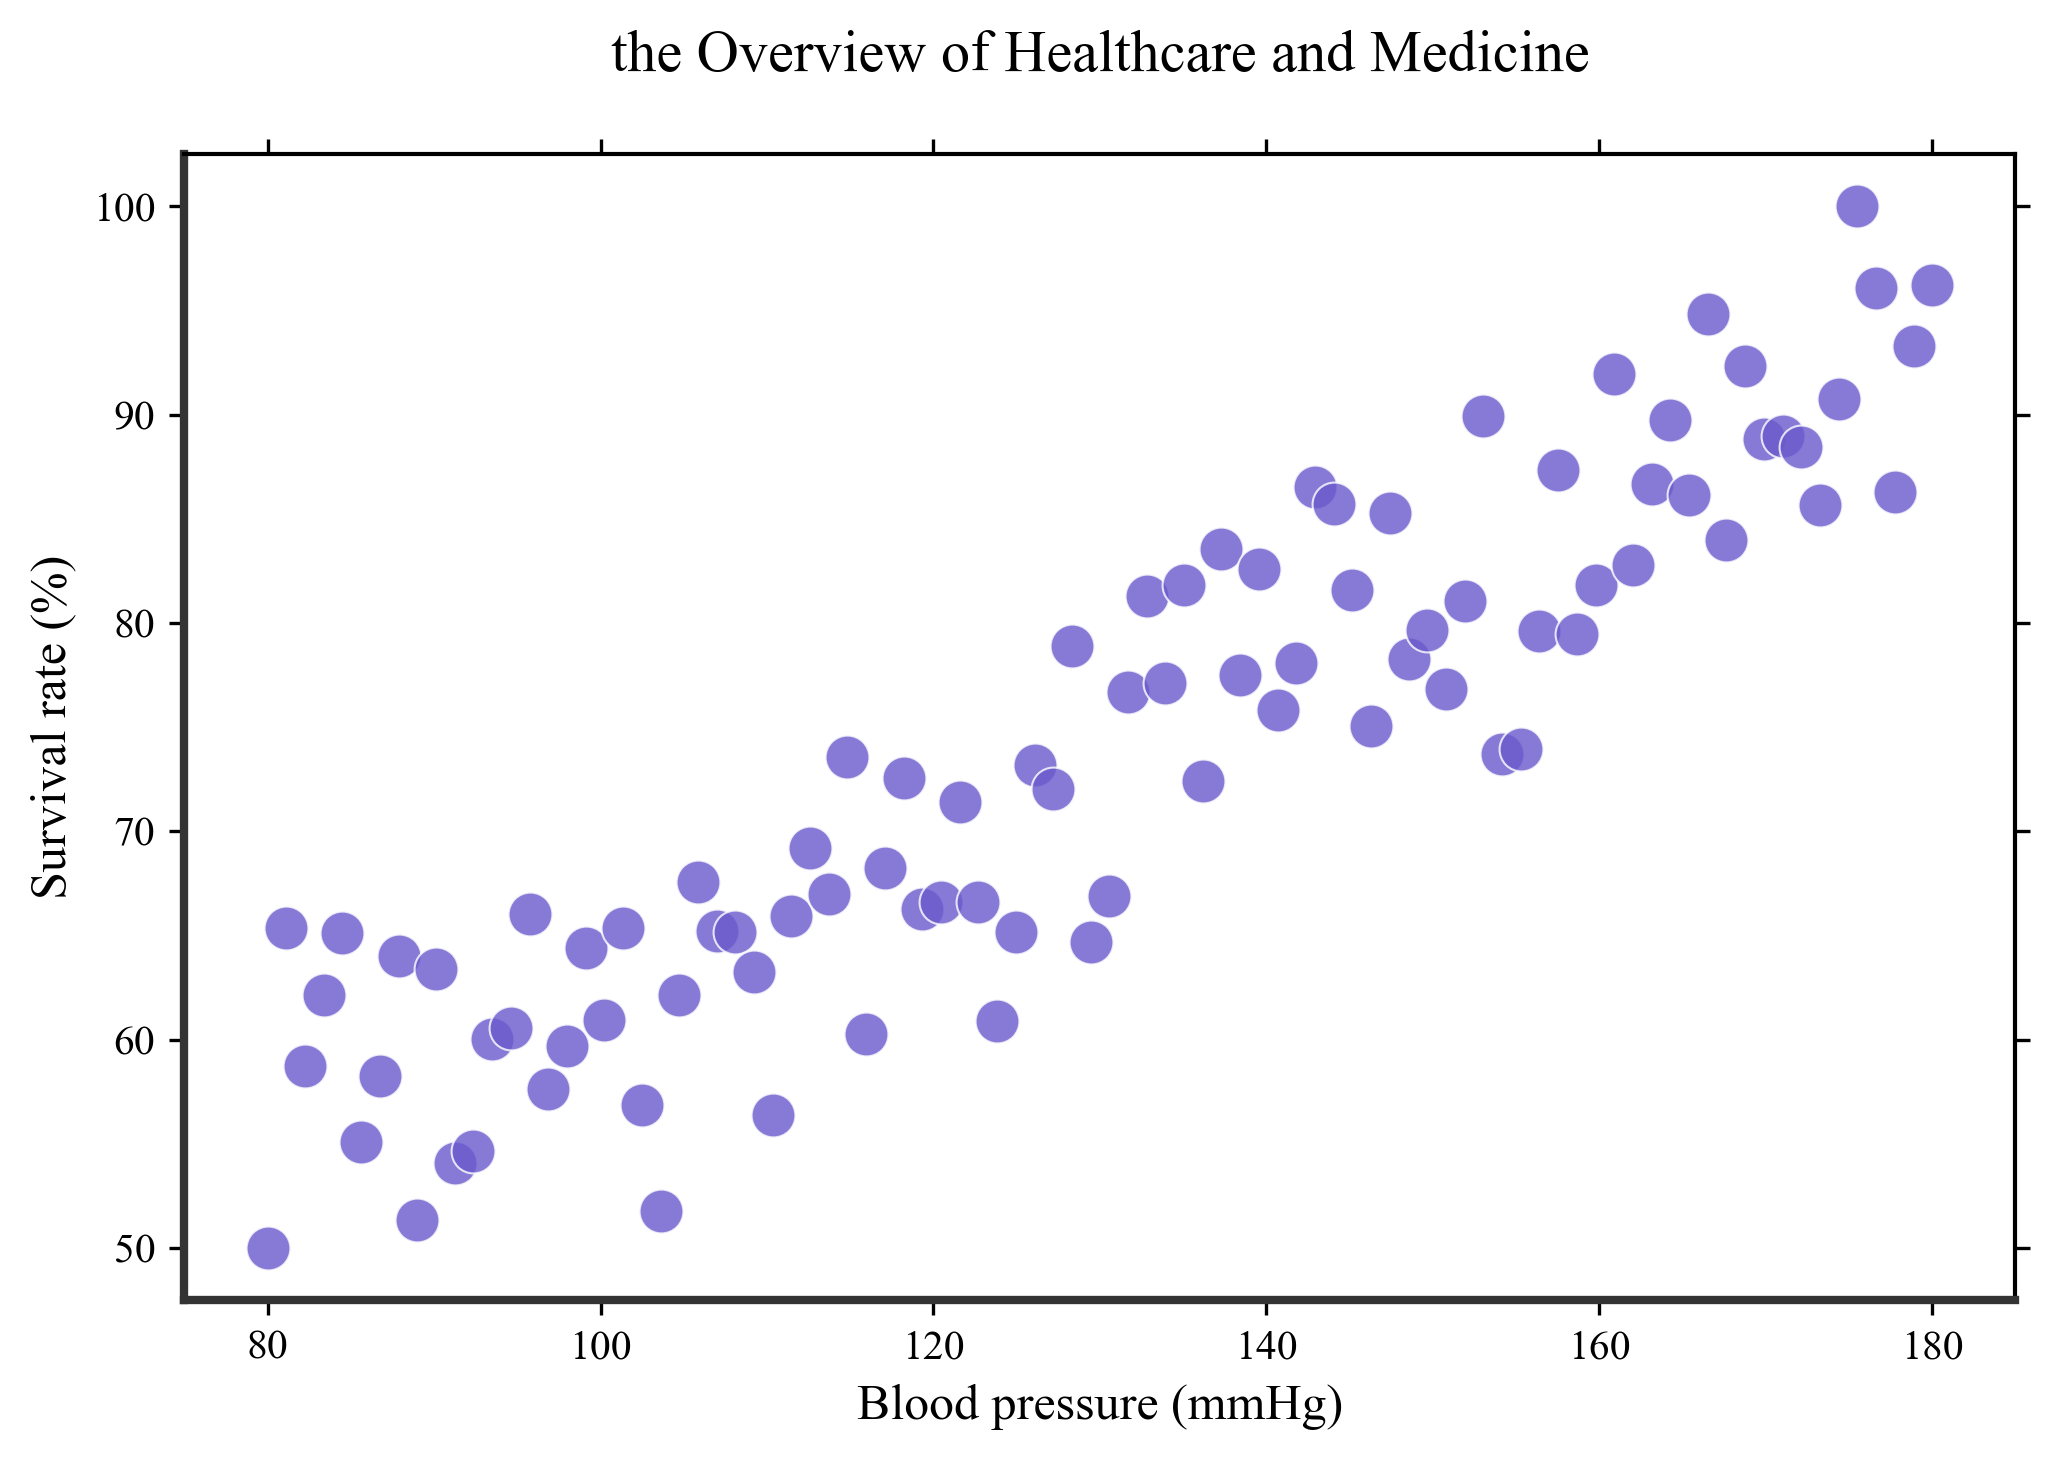 the Overview of Healthcare and Medicine
100
90
80
70
60
50
Survival rate (%)
80 100 120 140 160 180
Blood pressure (mmHg)